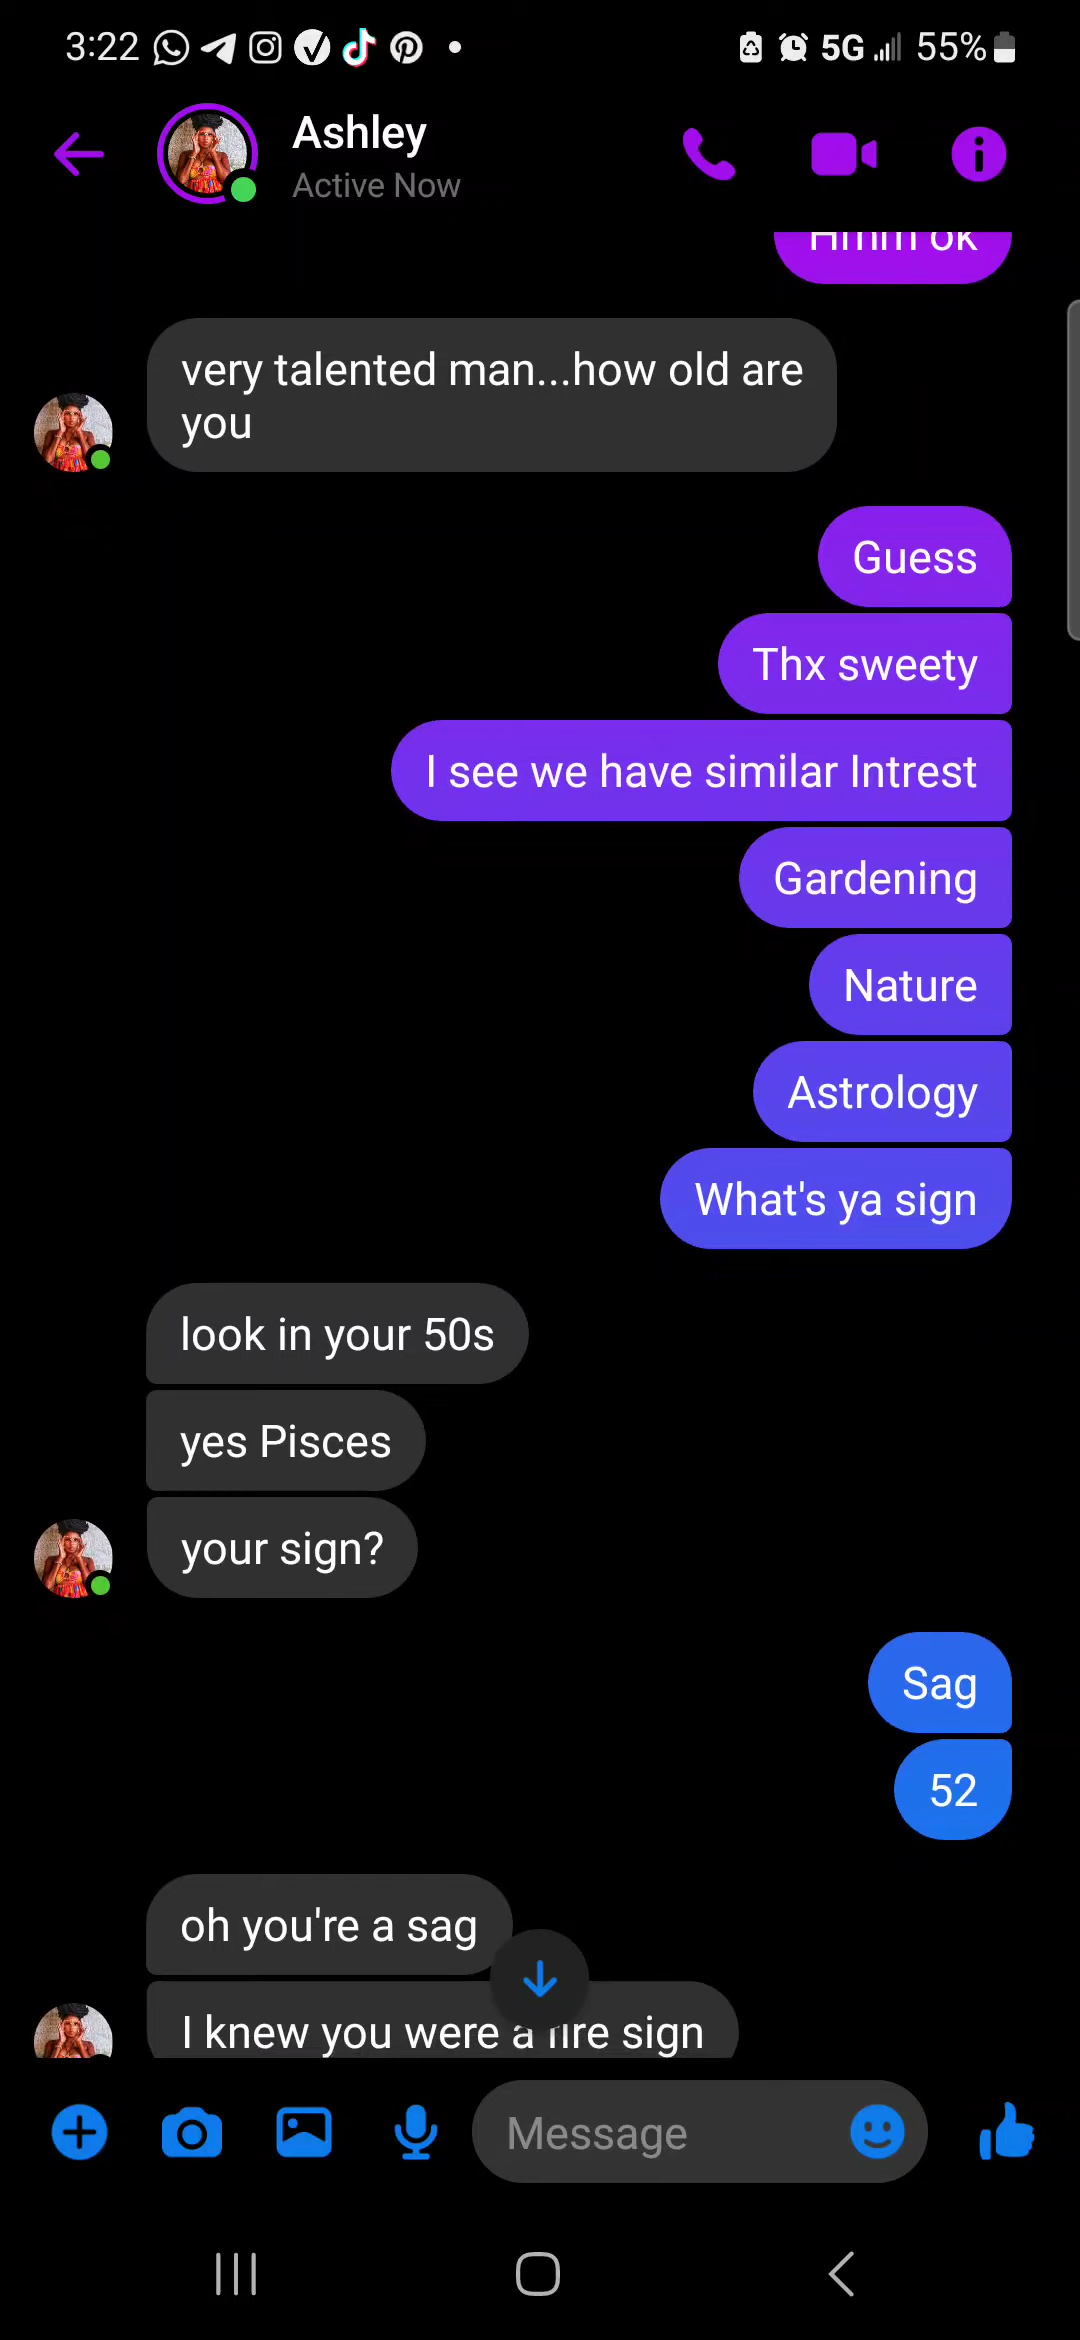 3:22
5G
55%
Ashley
Active Now
Hmm ok
very talented man...how old are
you
Guess
Thx sweety
I see we have similar Intrest
Gardening
Nature
Astrology
What's ya sign
look in your 50s
yes Pisces
your sign?
Sag
52
oh you're a sag
I knew you were a fire sign
Message